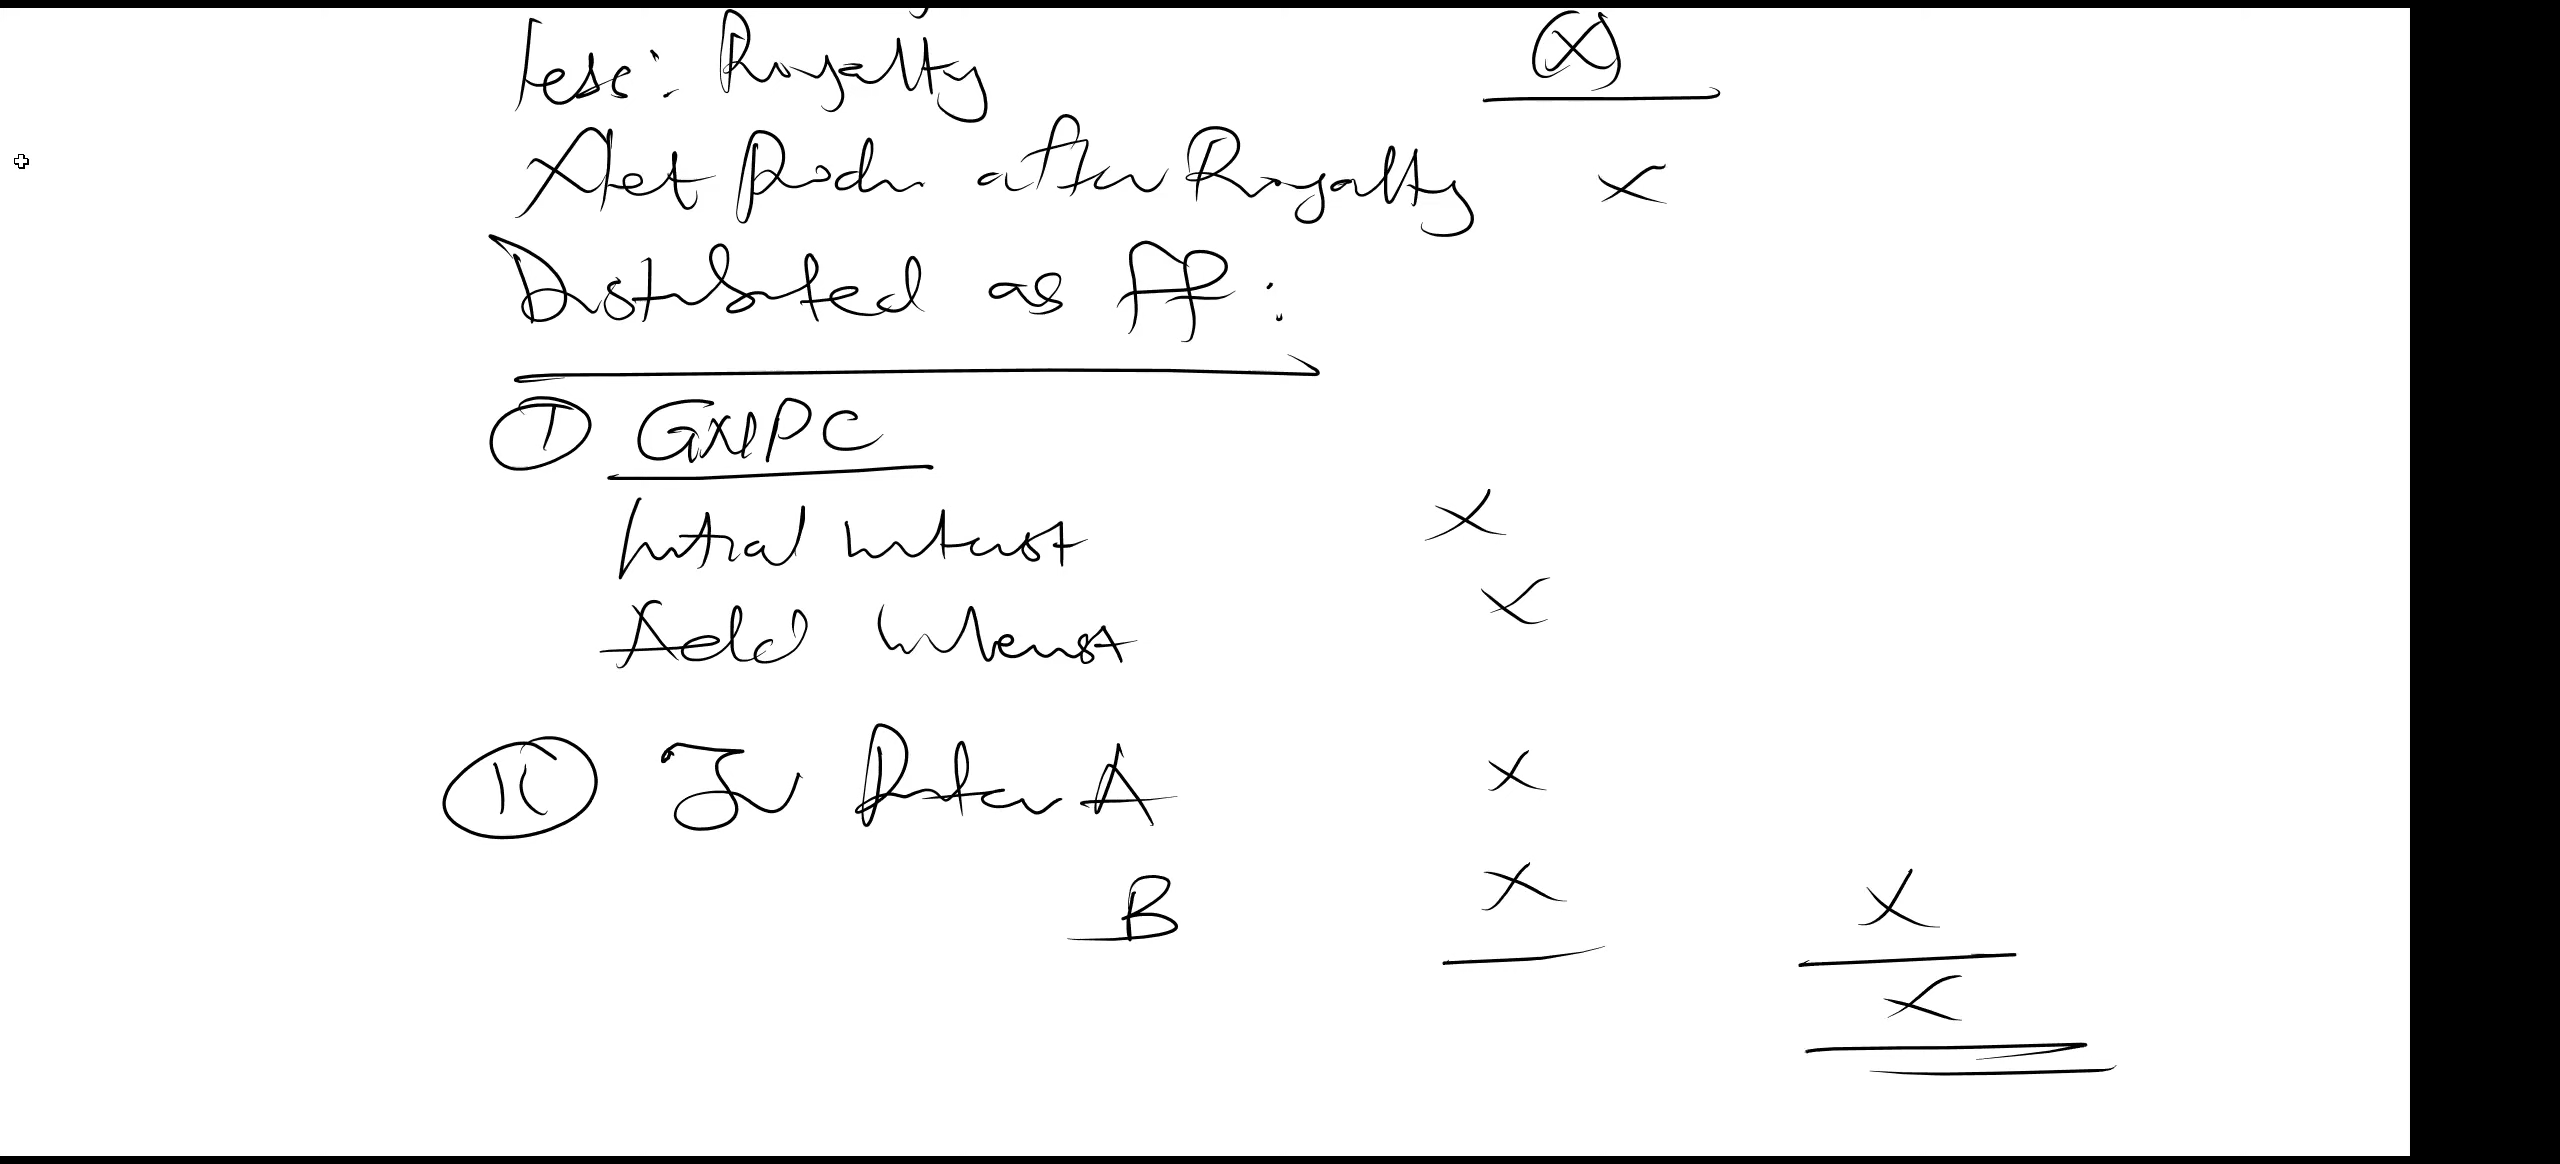 Less: Royalty (X)
Net Prodn after Royalty X
Distributed as FF:
I GNPC
Initial Interest X
Add Interest X
II JV Partner A X
B X X
X